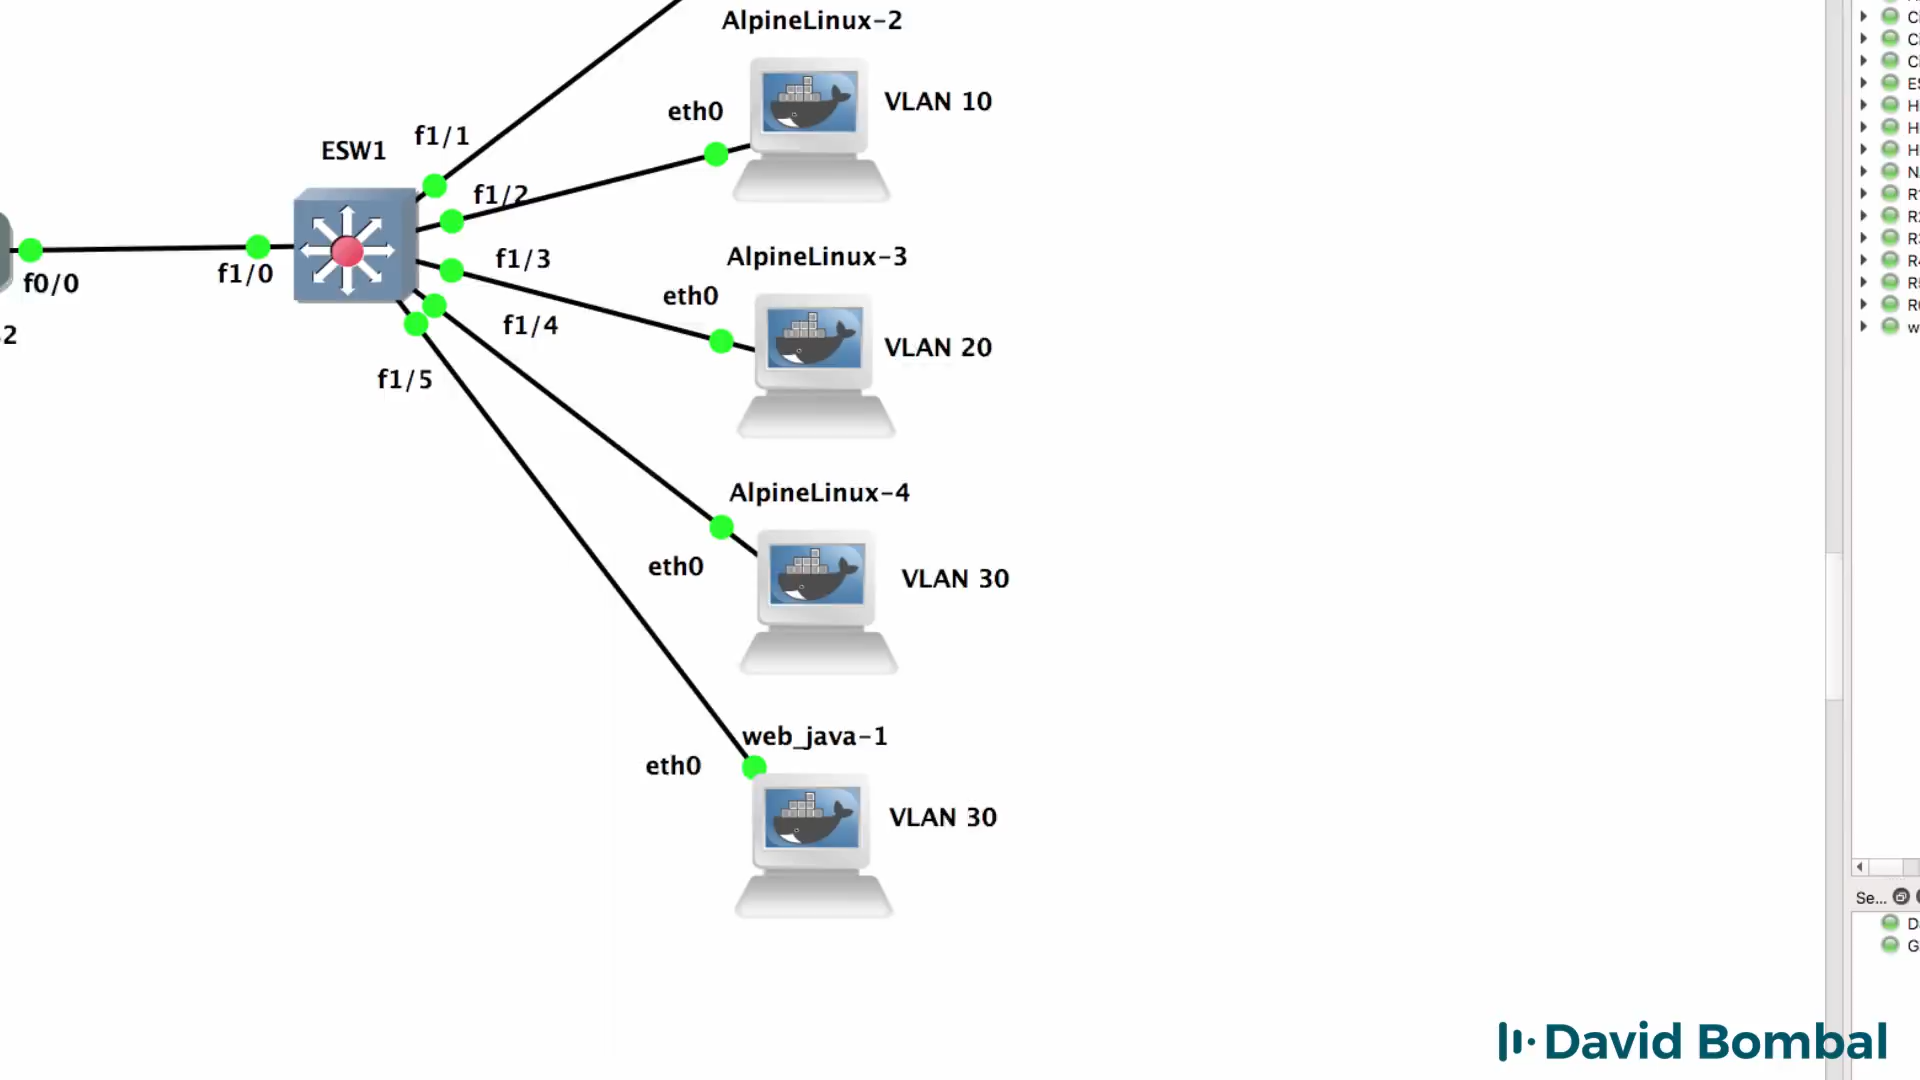 AlpineLinux-2
VLAN 10
eth0
f1/1
ESW1
f1/2
f1/3
AlpineLinux-3
f0/0
f1/0
eth0
f1/4
VLAN 20
f1/5
AlpineLinux-4
eth0
VLAN 30
web_java-1
eth0
VLAN 30
Se...
David Bombal